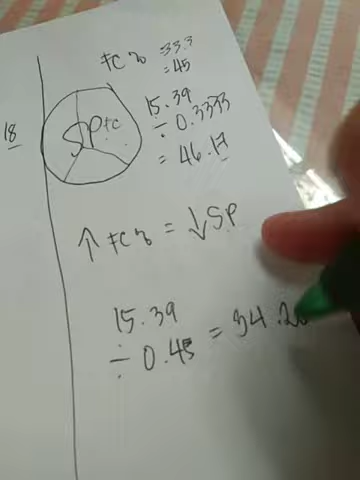 FC % = 33.3
= 45
18
SP FC
15.39
÷ 0.3333
= 46.17
↑ FC % = ↓ SP
15.39
÷ 0.45 = 34.20